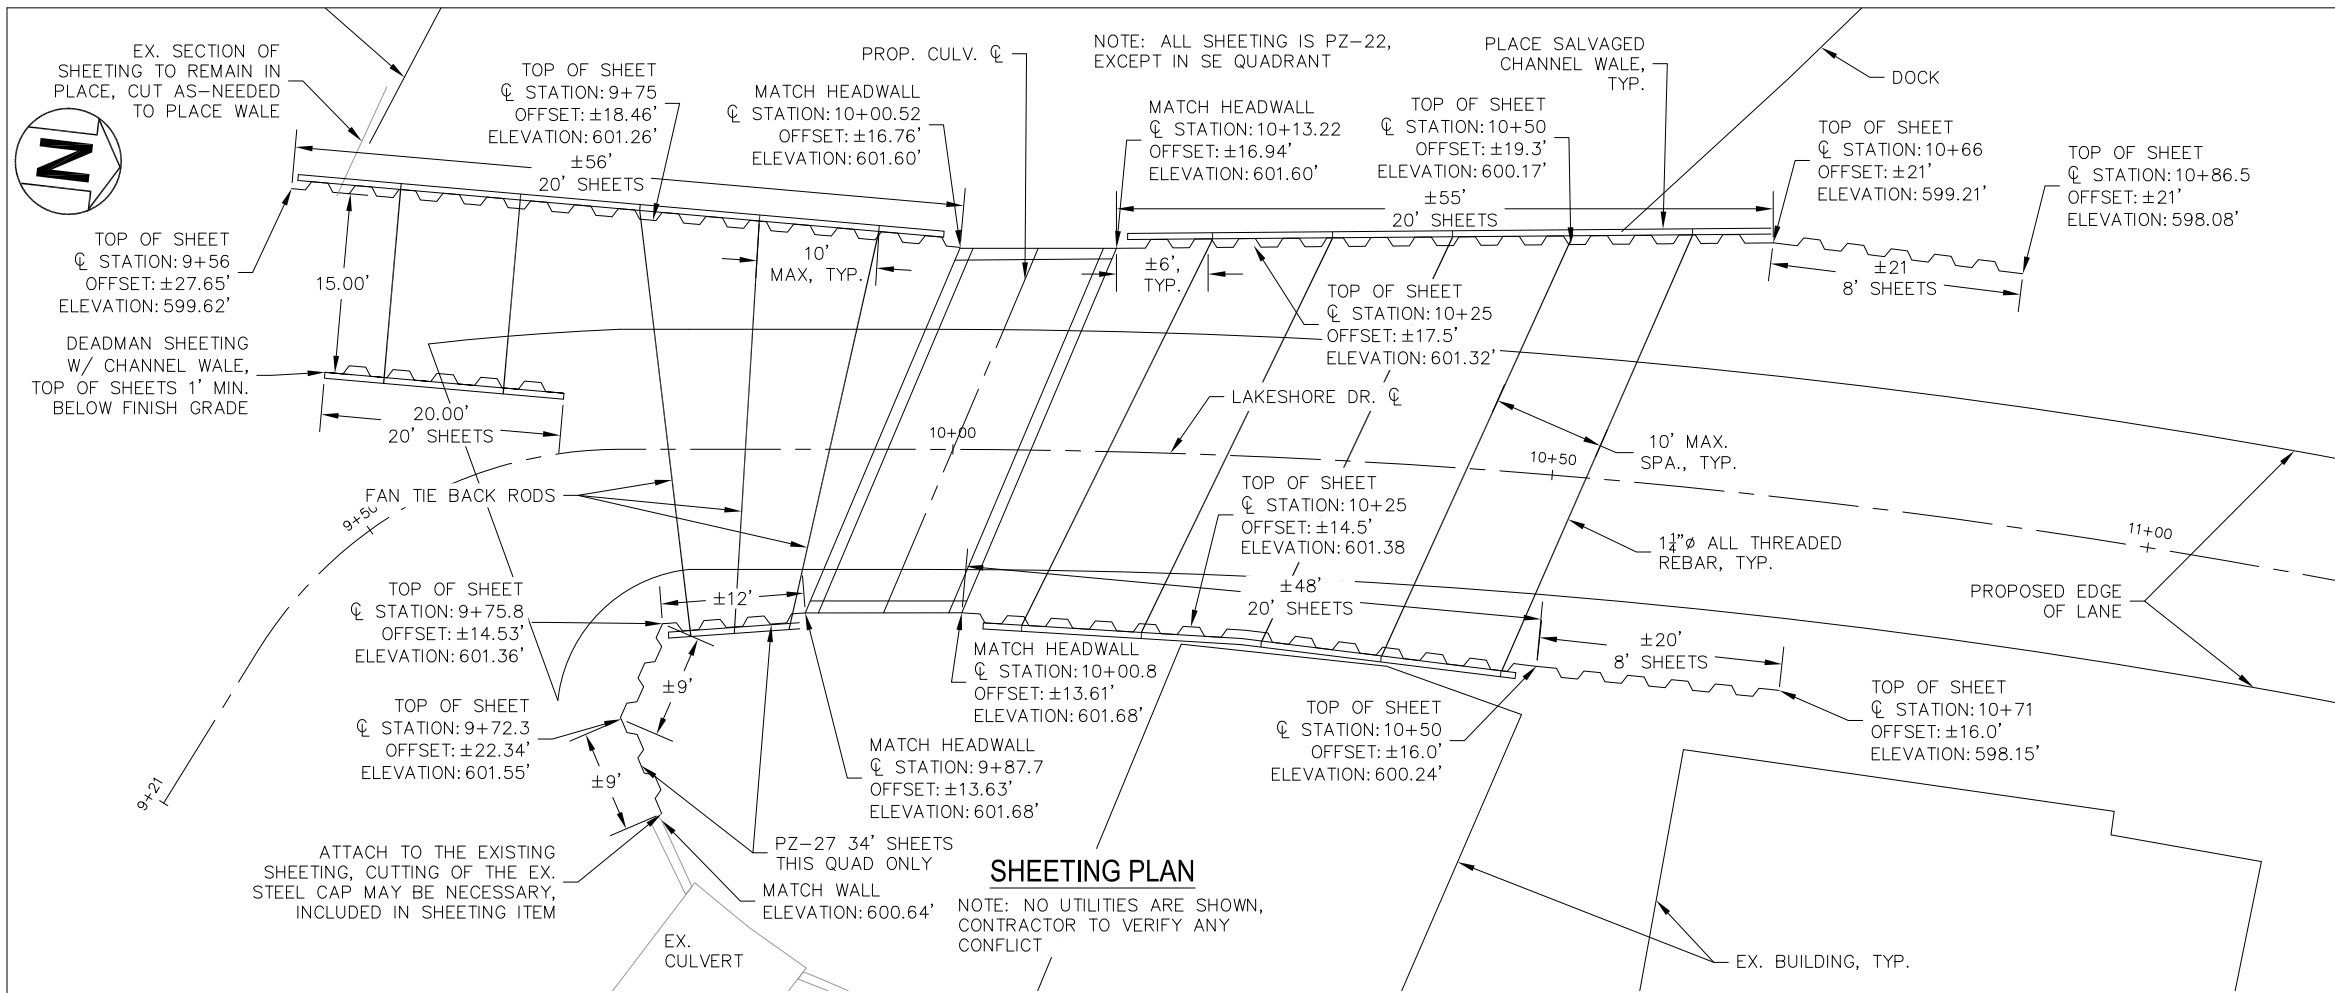 EX. SECTION OF
SHEETING TO REMAIN IN
PLACE, CUT AS-NEEDED
TO PLACE WALE
N
TOP OF SHEET
℄ STATION: 9+75
OFFSET: ±18.46'
ELEVATION: 601.26'
±56'
20' SHEETS
MATCH HEADWALL
℄ STATION: 10+00.52
OFFSET: ±16.76'
ELEVATION: 601.60'
PROP. CULV. ℄
NOTE: ALL SHEETING IS PZ-22,
EXCEPT IN SE QUADRANT
MATCH HEADWALL
℄ STATION: 10+13.22
OFFSET: ±16.94'
ELEVATION: 601.60'
PLACE SALVAGED
CHANNEL WALE,
TYP.
TOP OF SHEET
℄ STATION: 10+50
OFFSET: ±19.3'
ELEVATION: 600.17'
±55'
20' SHEETS
DOCK
TOP OF SHEET
℄ STATION: 10+66
OFFSET: ±21'
ELEVATION: 599.21'
TOP OF SHEET
℄ STATION: 10+86.5
OFFSET: ±21'
ELEVATION: 598.08'
±21
8' SHEETS
TOP OF SHEET
℄ STATION: 9+56
OFFSET: ±27.65'
ELEVATION: 599.62'
15.00'
10'
MAX, TYP.
±6',
TYP.
TOP OF SHEET
℄ STATION: 10+25
OFFSET: ±17.5'
ELEVATION: 601.32'
DEADMAN SHEETING
W/ CHANNEL WALE,
TOP OF SHEETS 1' MIN.
BELOW FINISH GRADE
20.00'
20' SHEETS
LAKESHORE DR. ℄
10+00
10' MAX.
SPA., TYP.
10+50
FAN TIE BACK RODS
9+50
TOP OF SHEET
℄ STATION: 10+25
OFFSET: ±14.5'
ELEVATION: 601.38
1¼"ø ALL THREADED
REBAR, TYP.
11+00
PROPOSED EDGE
OF LANE
TOP OF SHEET
℄ STATION: 9+75.8
OFFSET: ±14.53'
ELEVATION: 601.36'
±12'
±48'
20' SHEETS
±20'
8' SHEETS
MATCH HEADWALL
℄ STATION: 10+00.8
OFFSET: ±13.61'
ELEVATION: 601.68'
±9'
TOP OF SHEET
℄ STATION: 9+72.3
OFFSET: ±22.34'
ELEVATION: 601.55'
±9'
9+21
MATCH HEADWALL
℄ STATION: 9+87.7
OFFSET: ±13.63'
ELEVATION: 601.68'
TOP OF SHEET
℄ STATION: 10+50
OFFSET: ±16.0'
ELEVATION: 600.24'
TOP OF SHEET
℄ STATION: 10+71
OFFSET: ±16.0'
ELEVATION: 598.15'
ATTACH TO THE EXISTING
SHEETING, CUTTING OF THE EX.
STEEL CAP MAY BE NECESSARY,
INCLUDED IN SHEETING ITEM
PZ-27 34' SHEETS
THIS QUAD ONLY
MATCH WALL
ELEVATION: 600.64'
EX.
CULVERT
SHEETING PLAN
NOTE: NO UTILITIES ARE SHOWN,
CONTRACTOR TO VERIFY ANY
CONFLICT
EX. BUILDING, TYP.